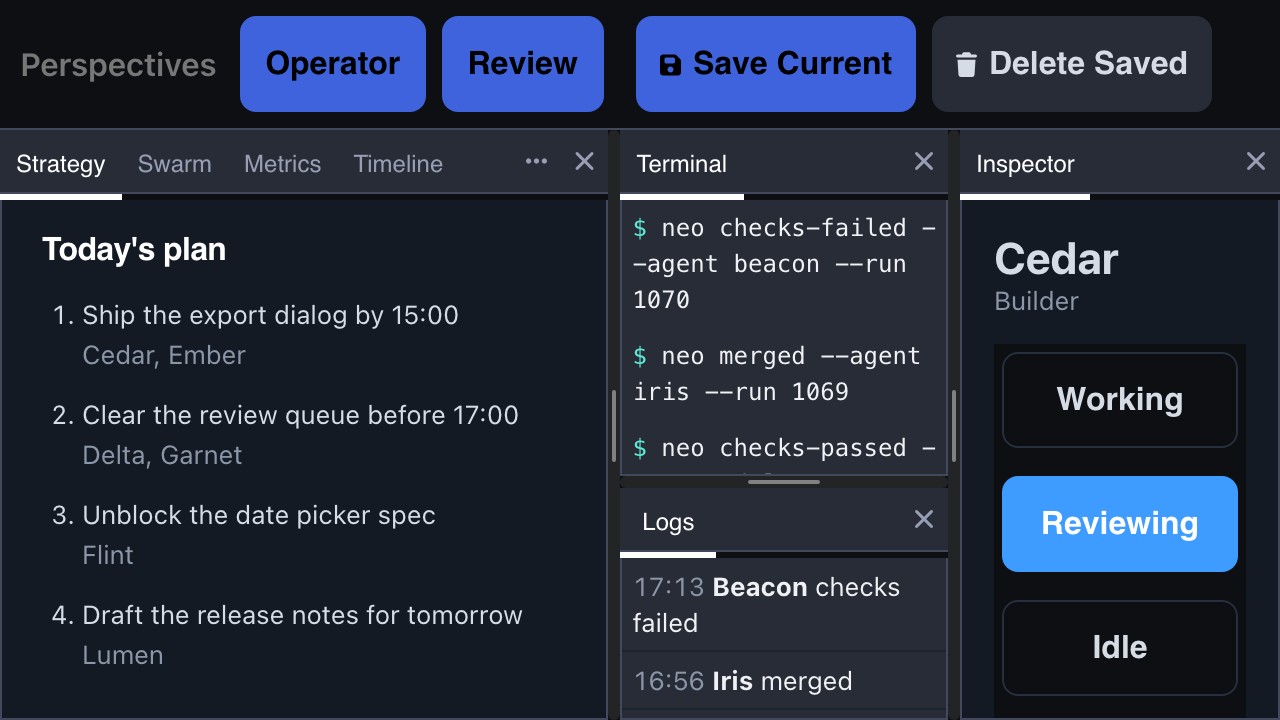 Perspectives
Operator
Review
Save Current
Delete Saved
Strategy
Swarm
Metrics
Timeline
Today's plan
1. Ship the export dialog by 15:00
Cedar, Ember
2. Clear the review queue before 17:00
Delta, Garnet
3. Unblock the date picker spec
Flint
4. Draft the release notes for tomorrow
Lumen
Terminal
$ neo checks-failed -
-agent beacon --run
1070
$ neo merged --agent
iris --run 1069
$ neo checks-passed -
Logs
17:13 Beacon checks
failed
16:56 Iris merged
Inspector
Cedar
Builder
Working
Reviewing
Idle